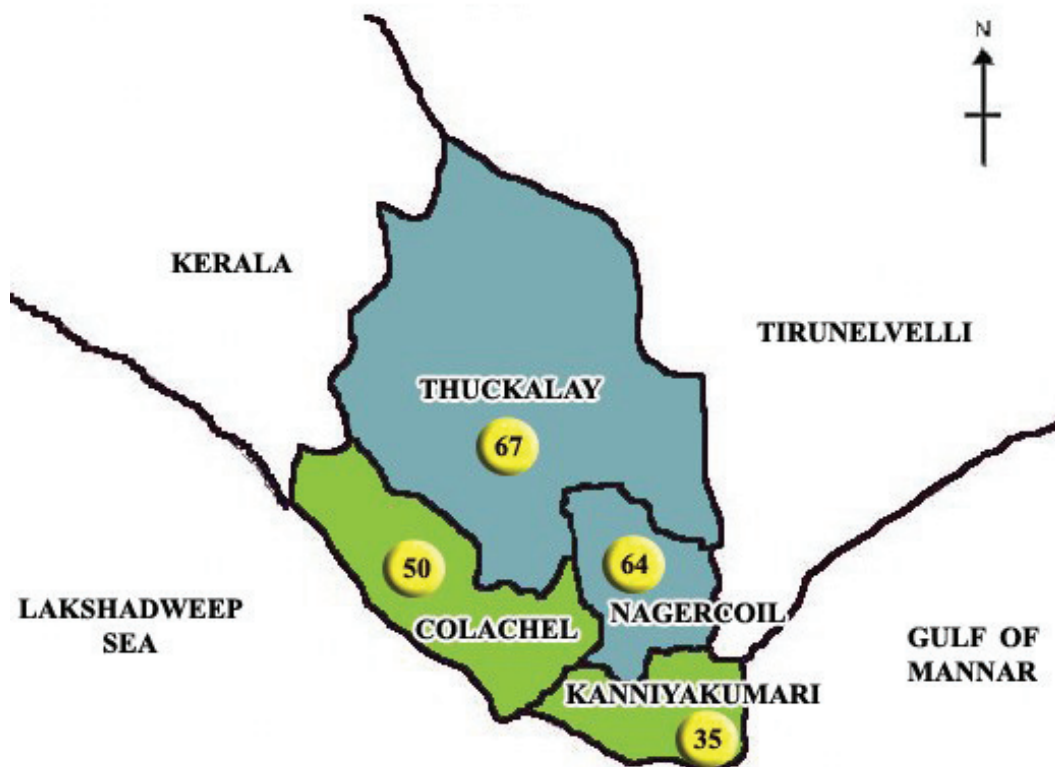 N
KERALA
TIRUNELVELLI
THUCKALAY
67
50
64
LAKSHADWEEP
SEA
COLACHEL
NAGERCOIL
GULF OF
MANNAR
KANNIYAKUMARI
35